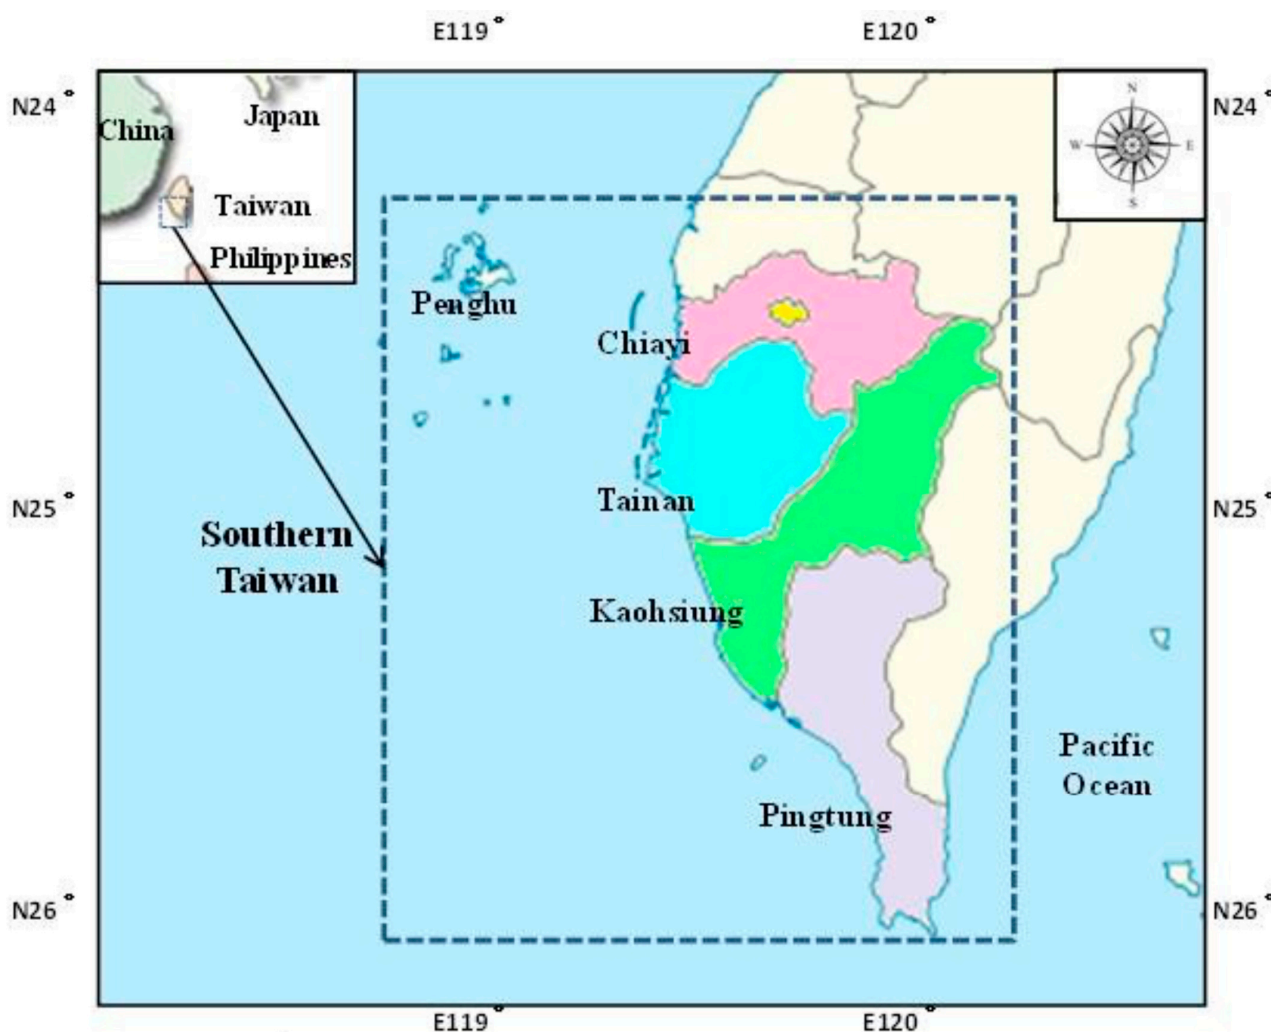 E119° E120°
N24° N24°
China
Japan
Taiwan
Philippines
N
W E
S
Penghu
Chiayi
N25° N25°
Tainan
Southern
Taiwan
Kaohsiung
Pacific
Ocean
Pingtung
N26° N26°
E119° E120°